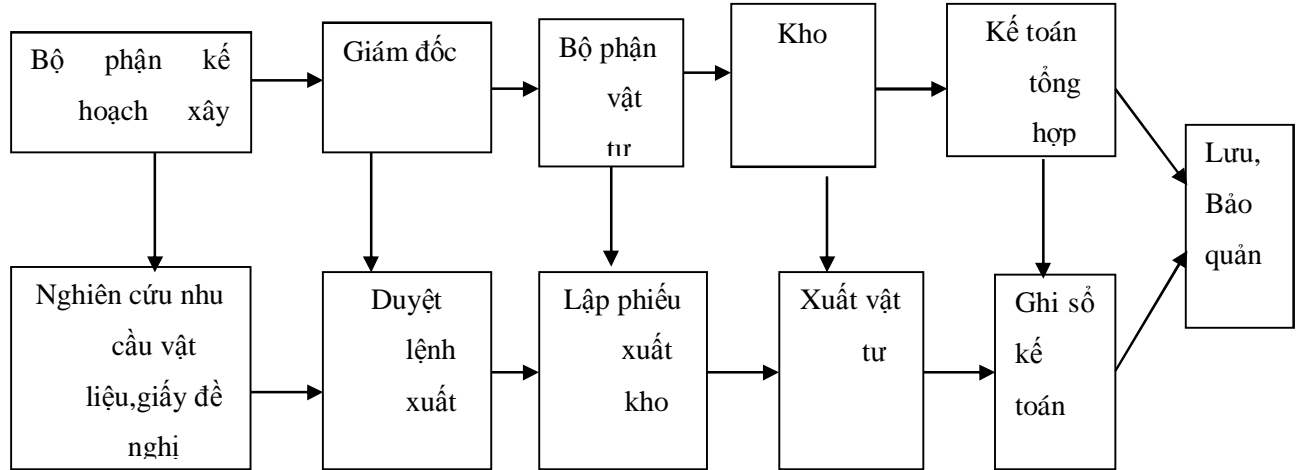 Bộ phận kế
hoạch xây
Giám đốc
Bộ phận
vật
tư
Kho
Kế toán
tổng
hợp
Lưu,
Bảo
quản
Nghiên cứu nhu
cầu vật
liệu,giấy đề
nghị
Duyệt
lệnh
xuất
Lập phiếu
xuất
kho
Xuất vật
tư
Ghi sổ
kế
toán